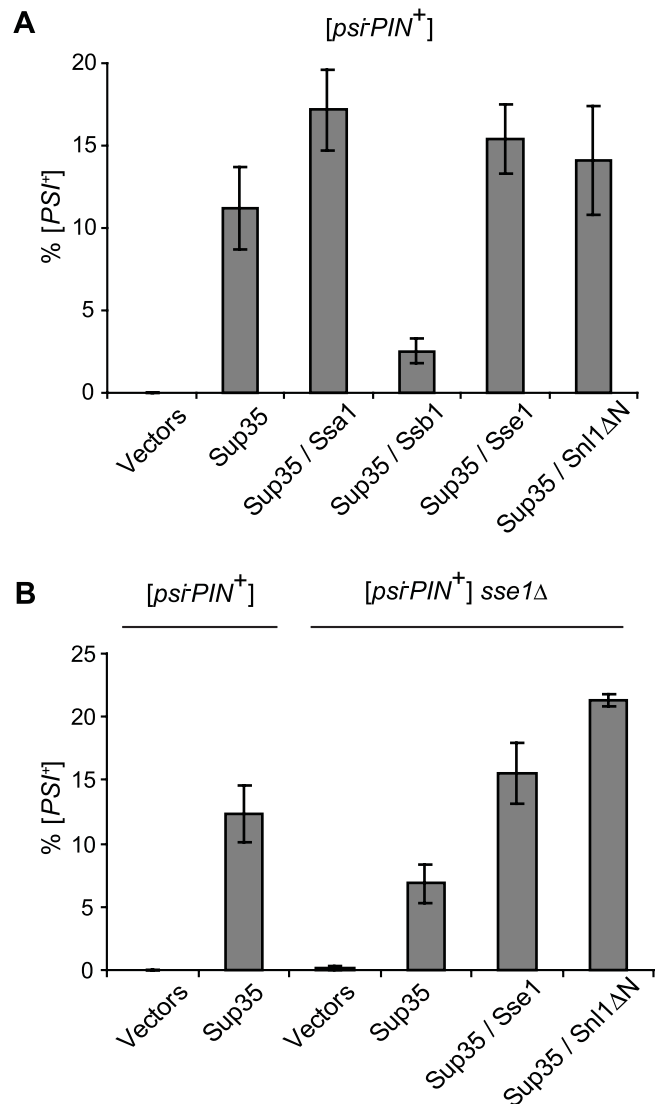 A
[psi⁻PIN⁺]
% [PSI⁺]
20
15
10
5
0
Vectors
Sup35
Sup35 / Ssa1
Sup35 / Ssb1
Sup35 / Sse1
Sup35 / Snl1ΔN
B
[psi⁻PIN⁺]
[psi⁻PIN⁺] sse1Δ
% [PSI⁺]
25
20
15
10
5
0
Vectors
Sup35
Vectors
Sup35
Sup35 / Sse1
Sup35 / Snl1ΔN